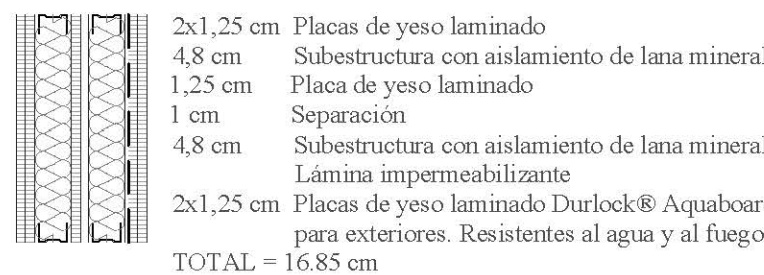 2x1,25 cm Placas de yeso laminado
4,8 cm Subestructura con aislamiento de lana mineral
1,25 cm Placa de yeso laminado
1 cm Separación
4,8 cm Subestructura con aislamiento de lana mineral
Lámina impermeabilizante
2x1,25 cm Placas de yeso laminado Durlock® Aquaboar
para exteriores. Resistentes al agua y al fuego
TOTAL = 16.85 cm